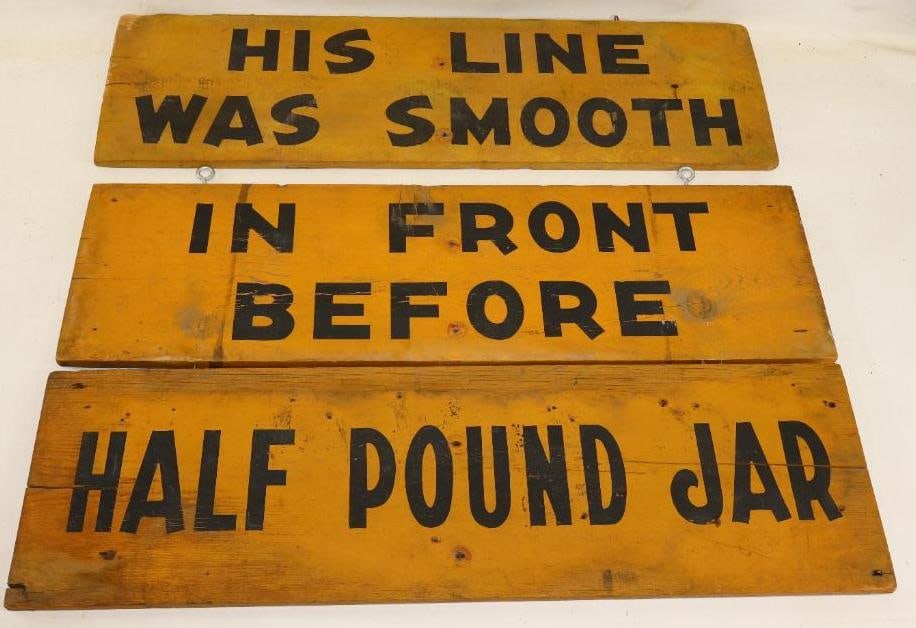 HIS LINE
WAS SMOOTH
IN FRONT
BEFORE
HALF POUND JAR